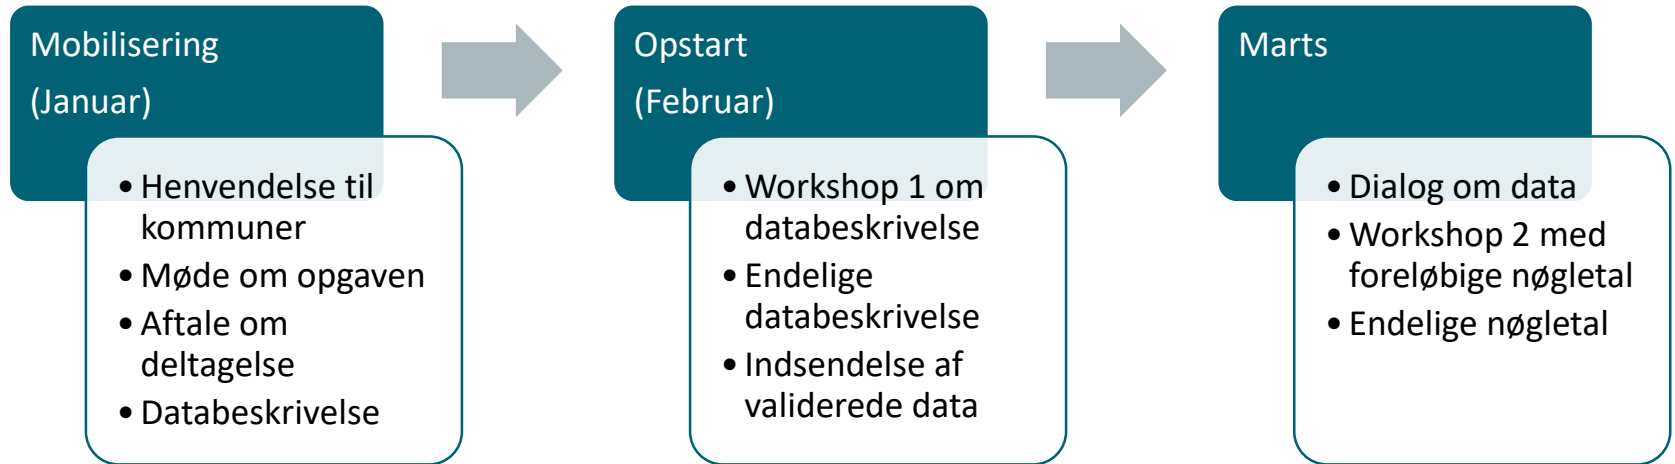 Mobilisering
(Januar)
• Henvendelse til
kommuner
• Møde om opgaven
• Aftale om
deltagelse
• Databeskrivelse
Opstart
(Februar)
• Workshop 1 om
databeskrivelse
• Endelige
databeskrivelse
• Indsendelse af
validerede data
Marts
• Dialog om data
• Workshop 2 med
foreløbige nøgletal
• Endelige nøgletal